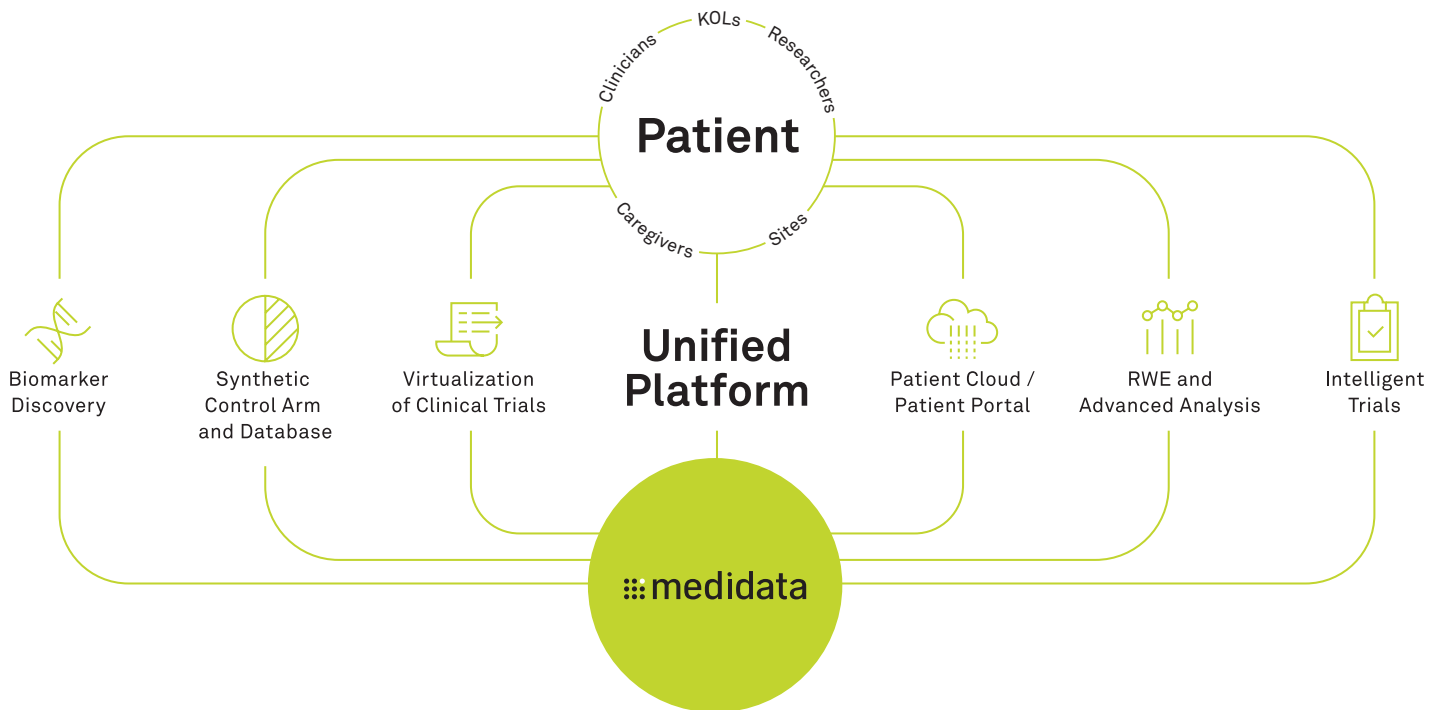 KOLs
Clinicians
Researchers
Patient
Caregivers
Sites
Unified
Platform
Biomarker
Discovery
Synthetic
Control Arm
and Database
Virtualization
of Clinical Trials
Patient Cloud /
Patient Portal
RWE and
Advanced Analysis
Intelligent
Trials
medidata